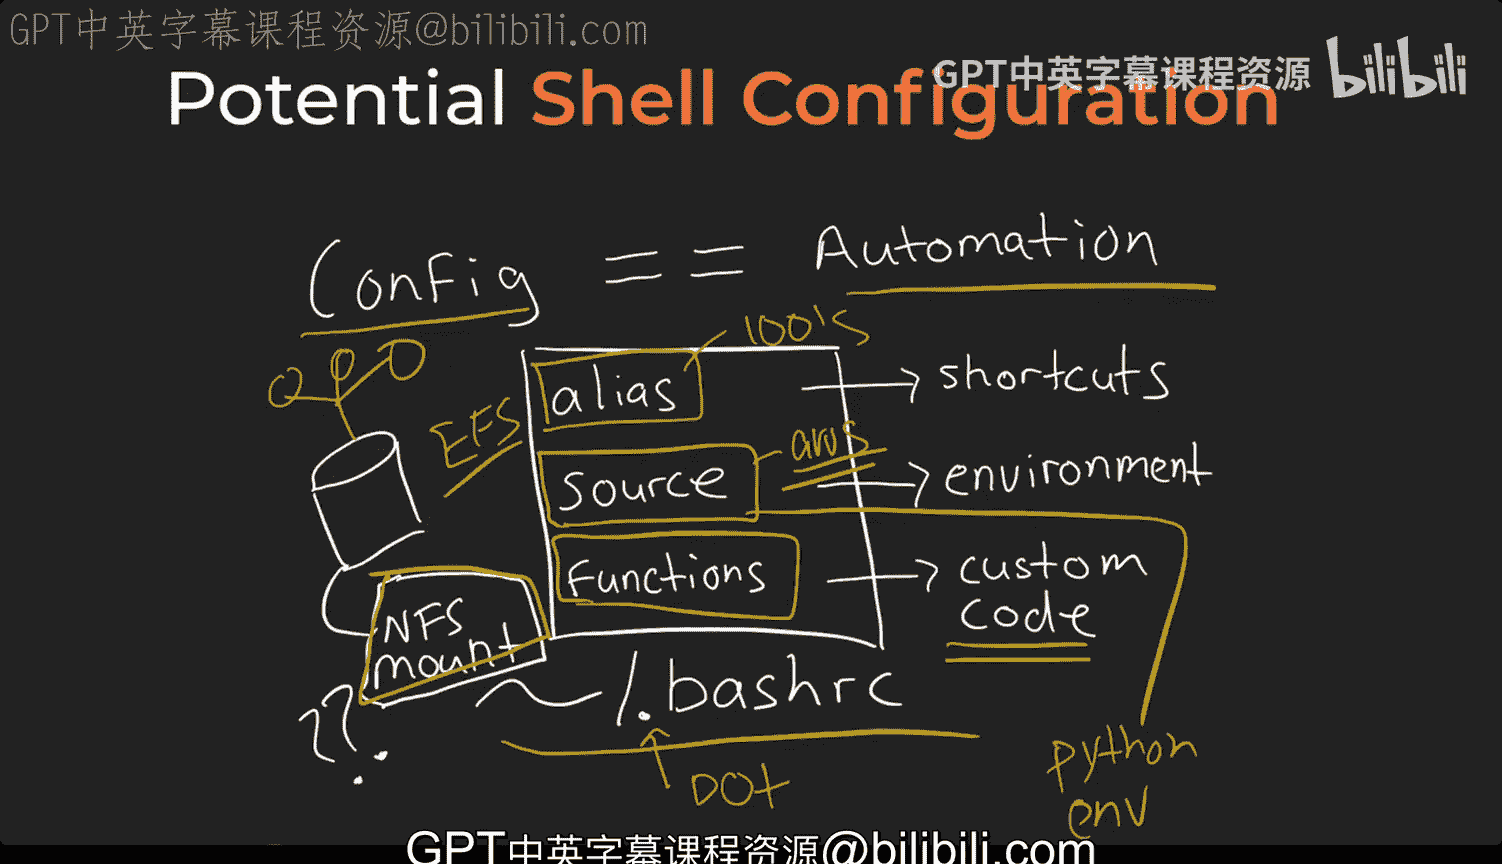 GPT中英字幕课程资源@bilibili.com
GPT中英字幕课程资源 bilibili
Potential Shell Configuration
Config == Automation
100's
alias → shortcuts
EFS
source aws → environment
Functions → custom
code
NFS
mount
~/.bashrc
??
DOT
python
env
GPT中英字幕课程资源@bilibili.com